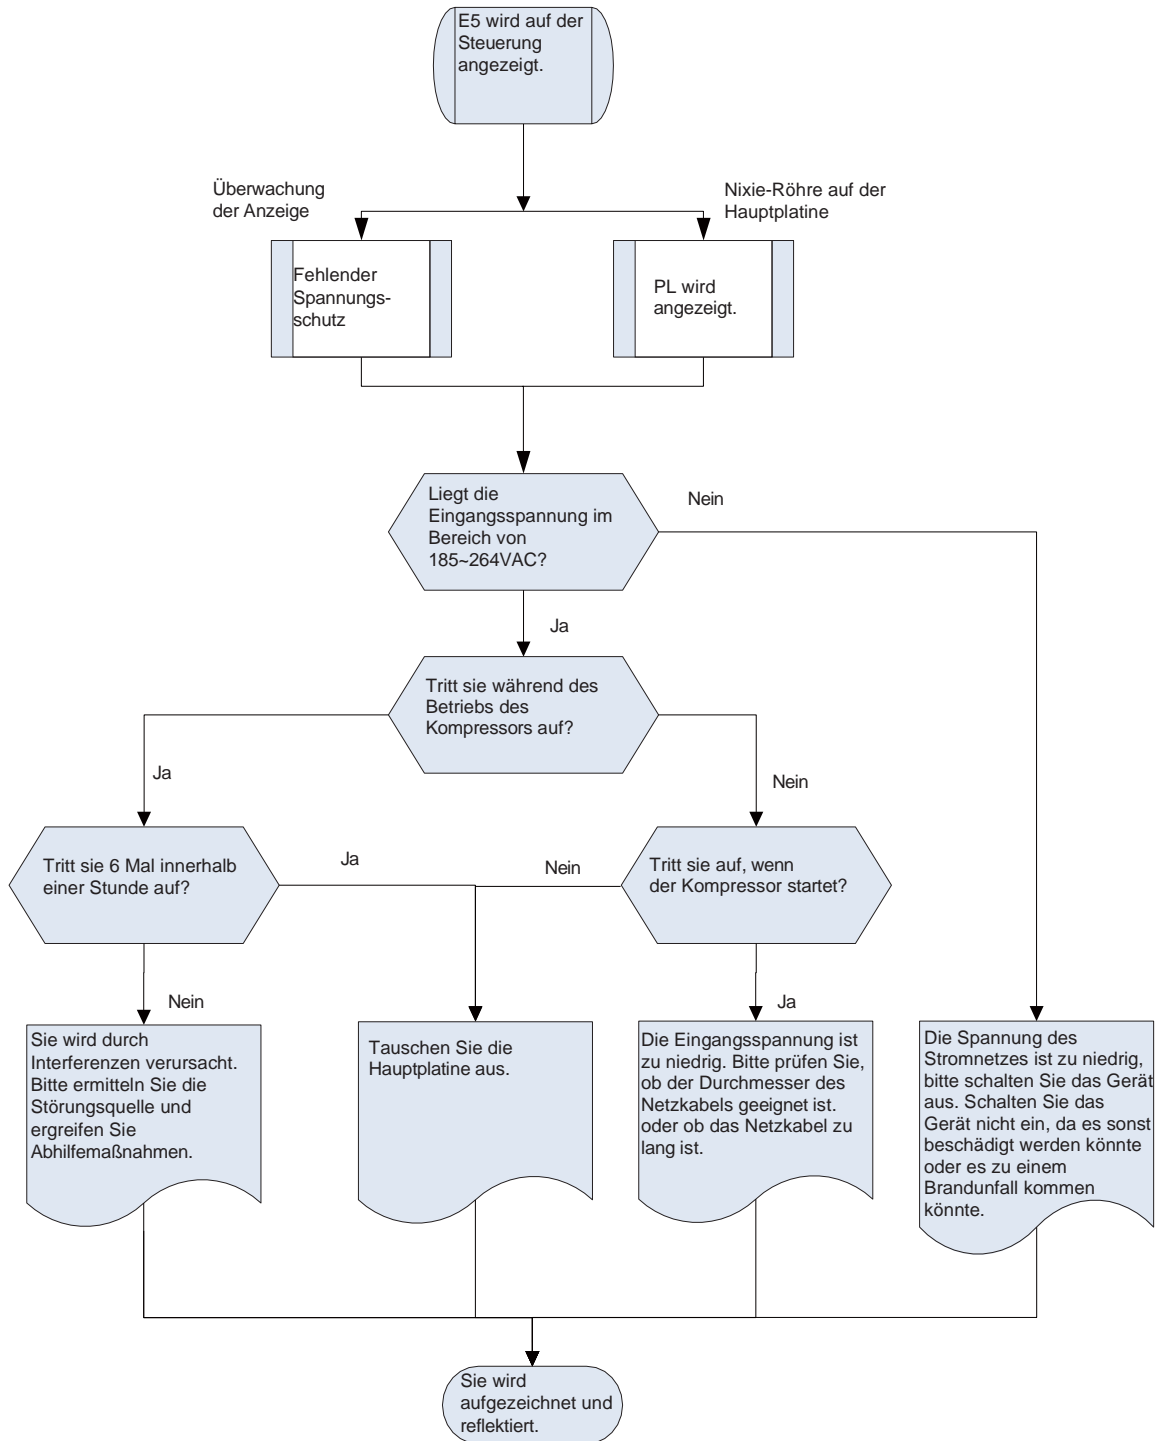 E5 wird auf der
Steuerung
angezeigt.
Überwachung
der Anzeige
Nixie-Röhre auf der
Hauptplatine
Fehlender
Spannungs-
schutz
PL wird
angezeigt.
Liegt die
Eingangsspannung im
Bereich von
185~264VAC?
Nein
Ja
Tritt sie während des
Betriebs des
Kompressors auf?
Ja
Nein
Tritt sie 6 Mal innerhalb
einer Stunde auf?
Ja
Nein
Tritt sie auf, wenn
der Kompressor startet?
Nein
Ja
Sie wird durch
Interferenzen verursacht.
Bitte ermitteln Sie die
Störungsquelle und
ergreifen Sie
Abhilfemaßnahmen.
Tauschen Sie die
Hauptplatine aus.
Die Eingangsspannung ist
zu niedrig. Bitte prüfen Sie,
ob der Durchmesser des
Netzkabels geeignet ist.
oder ob das Netzkabel zu
lang ist.
Die Spannung des
Stromnetzes ist zu niedrig,
bitte schalten Sie das Gerät
aus. Schalten Sie das
Gerät nicht ein, da es sonst
beschädigt werden könnte
oder es zu einem
Brandunfall kommen
könnte.
Sie wird
aufgezeichnet und
reflektiert.